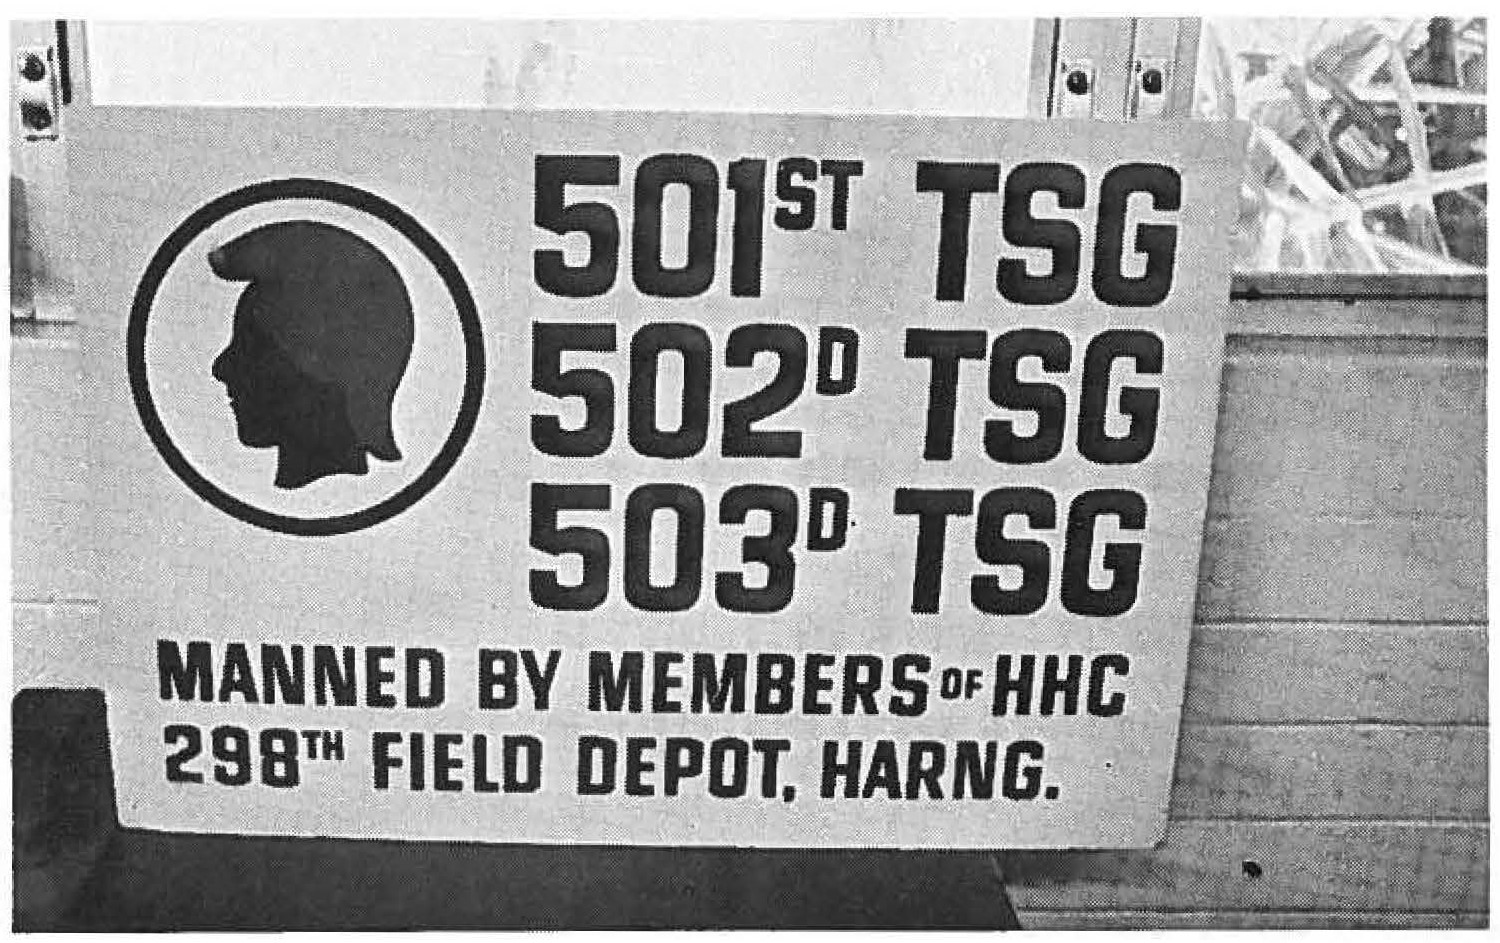 501ST TSG
502D TSG
503D TSG
MANNED BY MEMBERS OF HHC
298TH FIELD DEPOT, HARNG.